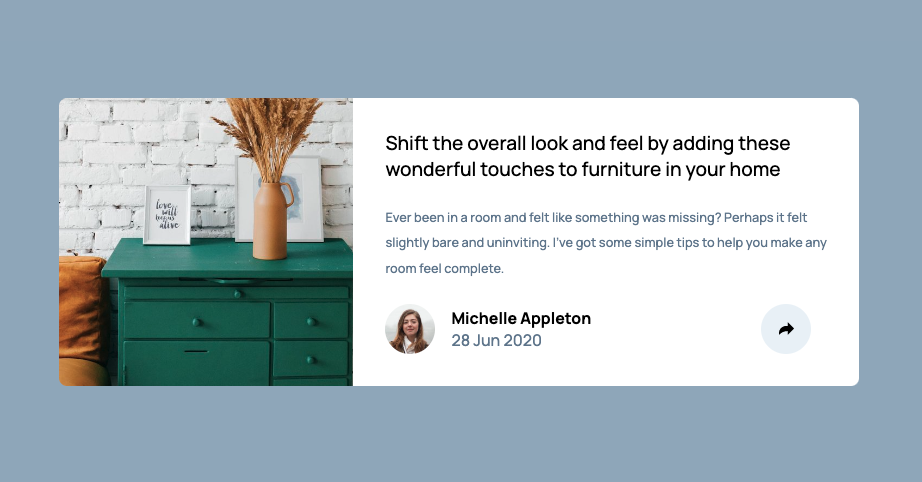 love
will
keep us
alive
Shift the overall look and feel by adding these
wonderful touches to furniture in your home
Ever been in a room and felt like something was missing? Perhaps it felt
slightly bare and uninviting. I've got some simple tips to help you make any
room feel complete.
Michelle Appleton
28 Jun 2020